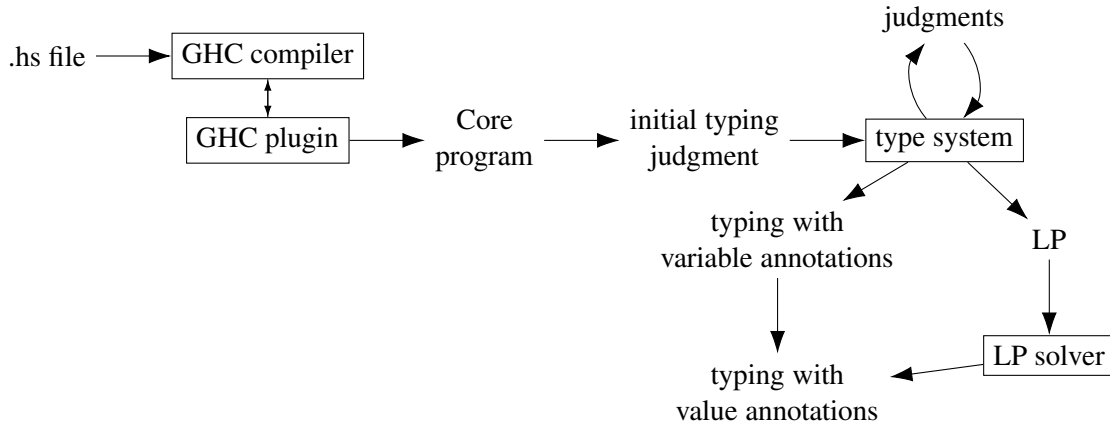 judgments
.hs file
GHC compiler
GHC plugin
Core
program
initial typing
judgment
type system
typing with
variable annotations
LP
LP solver
typing with
value annotations